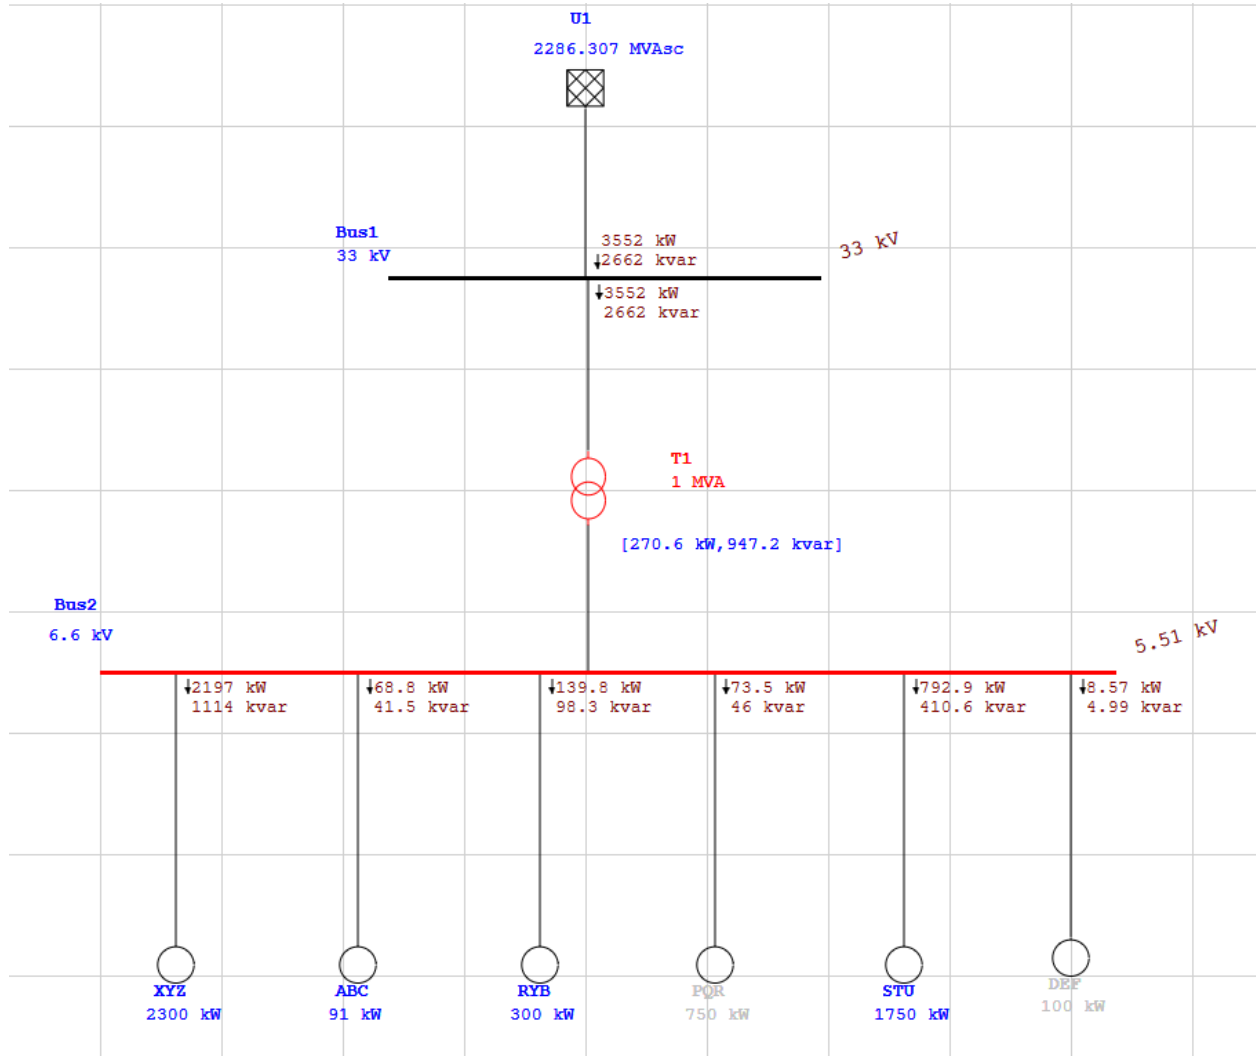 U1
2286.307 MVAsc
Bus1
33 kV
3552 kW
2662 kvar
33 kV
3552 kW
2662 kvar
T1
1 MVA
[270.6 kW,947.2 kvar]
Bus2
6.6 kV
5.51 kV
2197 kW
1114 kvar
68.8 kW
41.5 kvar
139.8 kW
98.3 kvar
73.5 kW
46 kvar
792.9 kW
410.6 kvar
8.57 kW
4.99 kvar
XYZ
2300 kW
ABC
91 kW
RYB
300 kW
PQR
750 kW
STU
1750 kW
DEF
100 kW